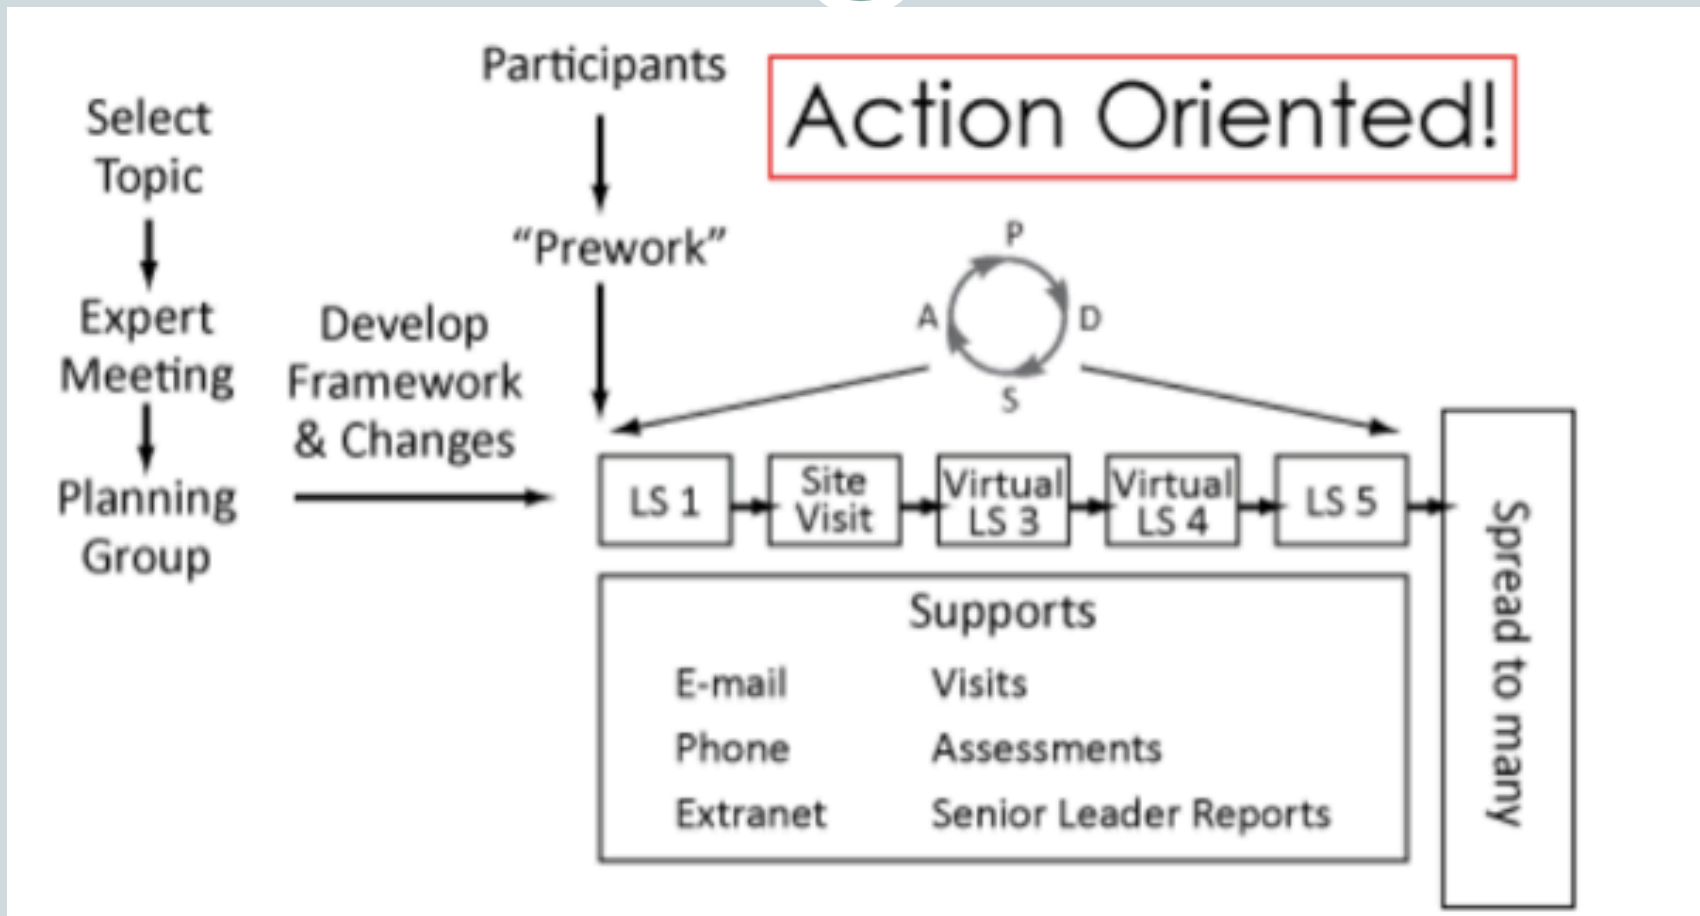 Select
Topic
Expert
Meeting
Planning
Group
Develop
Framework
& Changes
Participants
“Prework”
Action Oriented!
P
A
D
S
LS 1
Site
Visit
Virtual
LS 3
Virtual
LS 4
LS 5
Supports
E-mail
Visits
Phone
Assessments
Extranet
Senior Leader Reports
Spread to many